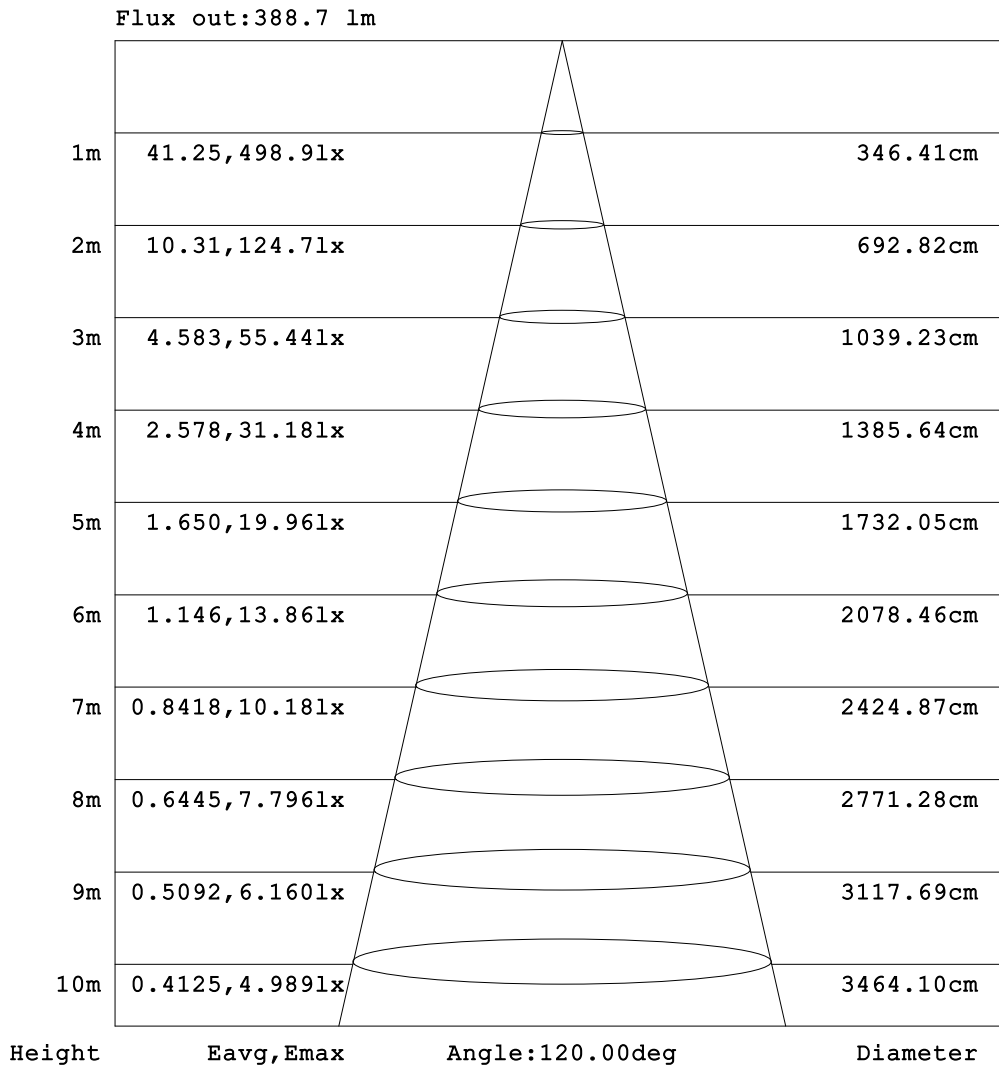 Flux out:388.7 lm
1m 41.25,498.9lx 346.41cm
2m 10.31,124.7lx 692.82cm
3m 4.583,55.44lx 1039.23cm
4m 2.578,31.18lx 1385.64cm
5m 1.650,19.96lx 1732.05cm
6m 1.146,13.86lx 2078.46cm
7m 0.8418,10.18lx 2424.87cm
8m 0.6445,7.796lx 2771.28cm
9m 0.5092,6.160lx 3117.69cm
10m 0.4125,4.989lx 3464.10cm
Height Eavg,Emax Angle:120.00deg Diameter